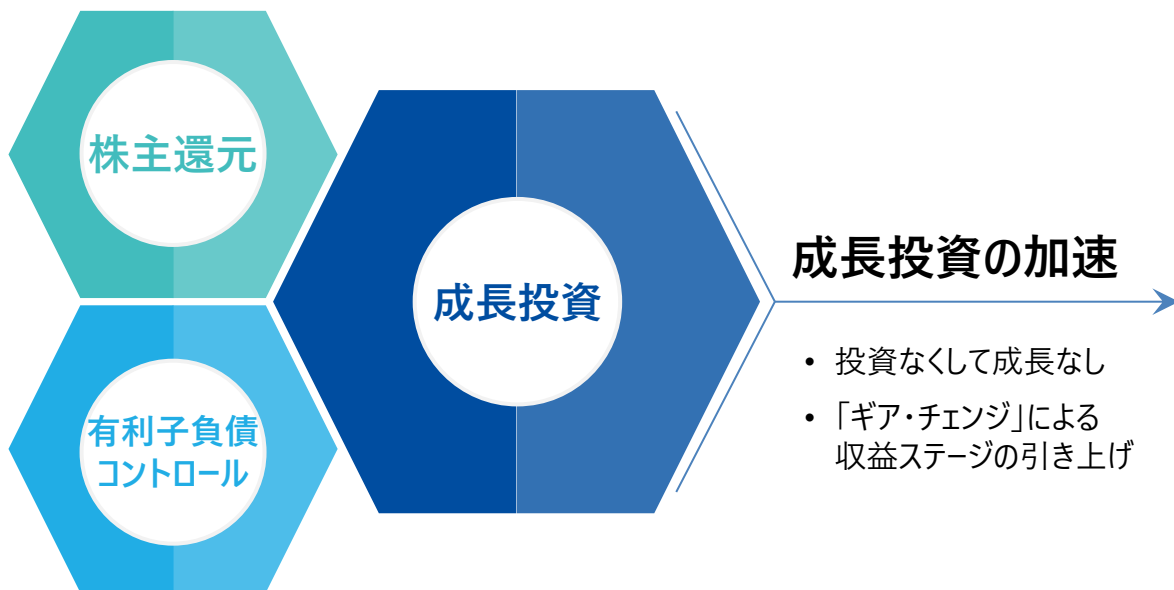 株主還元
有利子負債
コントロール
成長投資
成長投資の加速
• 投資なくして成長なし
• 「ギア・チェンジ」による
収益ステージの引き上げ